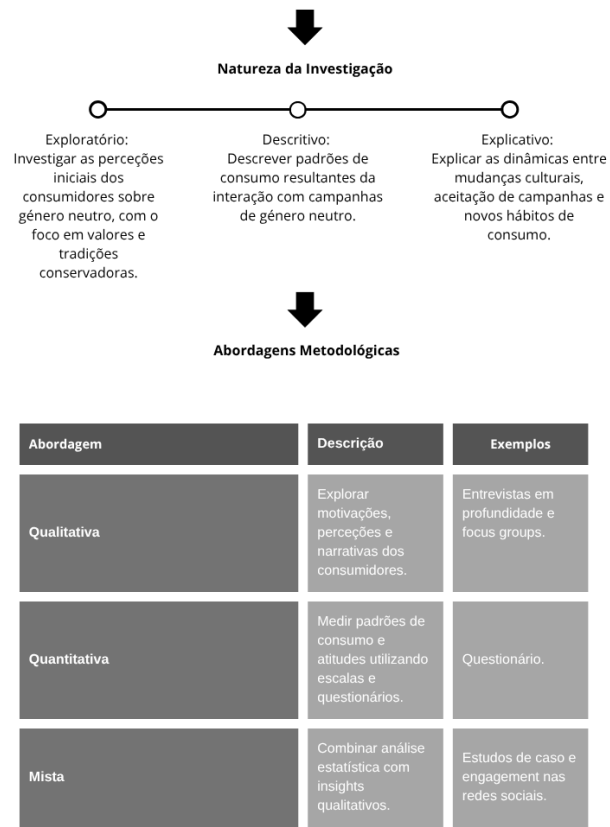 Natureza da Investigação
Exploratório:
Investigar as perceções
iniciais dos
consumidores sobre
género neutro, com o
foco em valores e
tradições
conservadoras.
Descritivo:
Descrever padrões de
consumo resultantes da
interação com campanhas
de género neutro.
Explicativo:
Explicar as dinâmicas entre
mudanças culturais,
aceitação de campanhas e
novos hábitos de
consumo.
Abordagens Metodológicas
Abordagem
Descrição
Exemplos
Qualitativa
Explorar
motivações,
perceções e
narrativas dos
consumidores.
Entrevistas em
profundidade e
focus groups.
Quantitativa
Medir padrões de
consumo e
atitudes utilizando
escalas e
questionários.
Questionário.
Mista
Combinar análise
estatística com
insights
qualitativos.
Estudos de caso e
engagement nas
redes sociais.